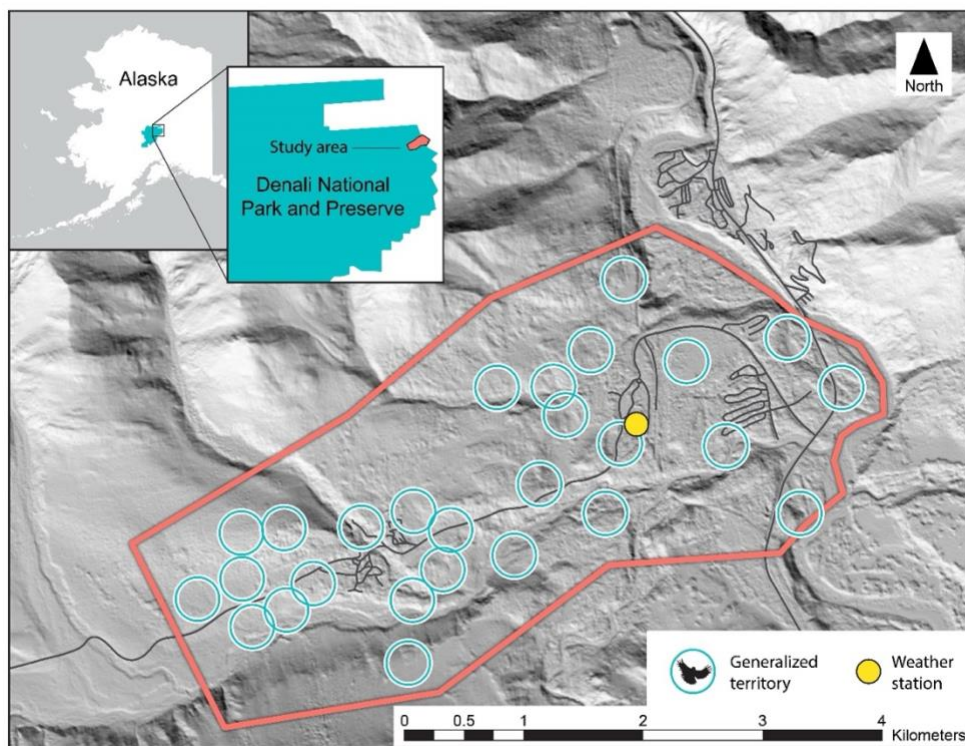 Alaska
North
Study area
Denali National
Park and Preserve
Generalized
territory
Weather
station
0 0.5 1 2 3 4
Kilometers